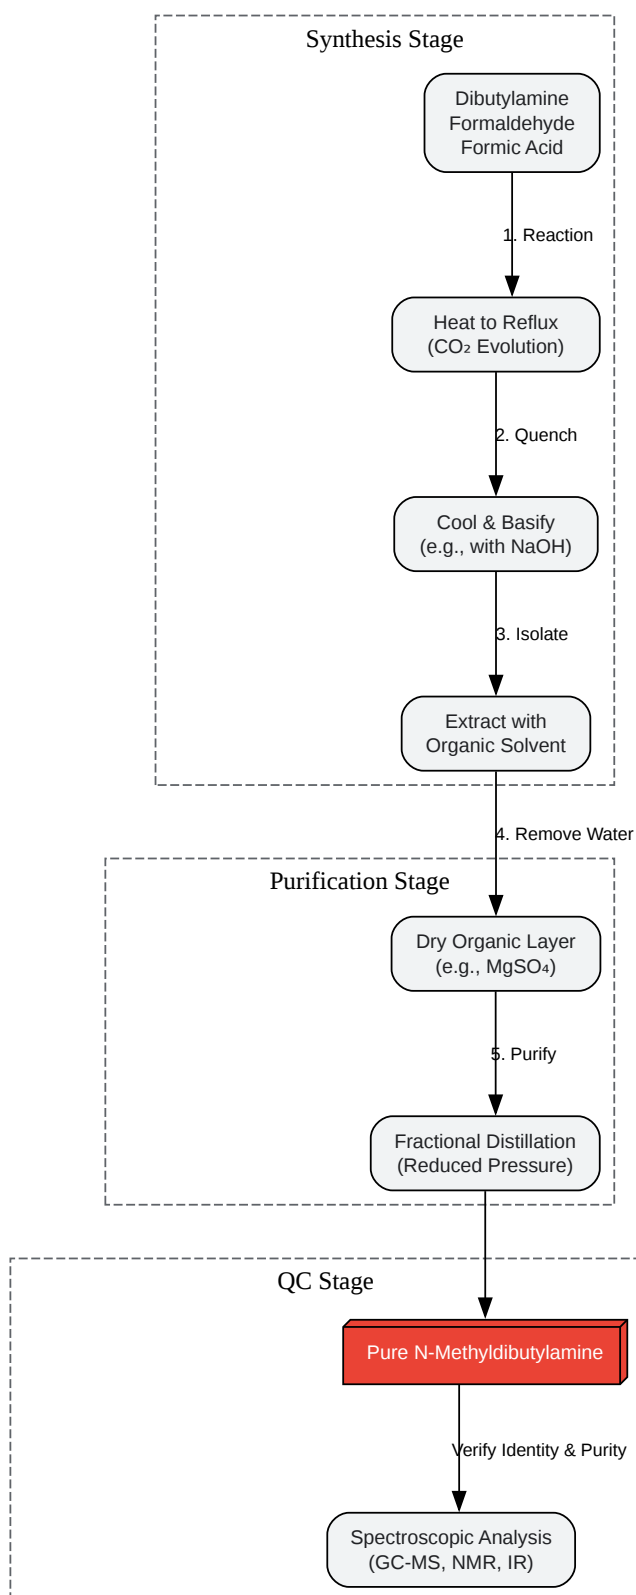 Synthesis Stage
Dibutylamine
Formaldehyde
Formic Acid
1. Reaction
Heat to Reflux
(CO₂ Evolution)
2. Quench
Cool & Basify
(e.g., with NaOH)
3. Isolate
Extract with
Organic Solvent
4. Remove Water
Purification Stage
Dry Organic Layer
(e.g., MgSO₄)
5. Purify
Fractional Distillation
(Reduced Pressure)
QC Stage
Pure N-Methyldibutylamine
Verify Identity & Purity
Spectroscopic Analysis
(GC-MS, NMR, IR)